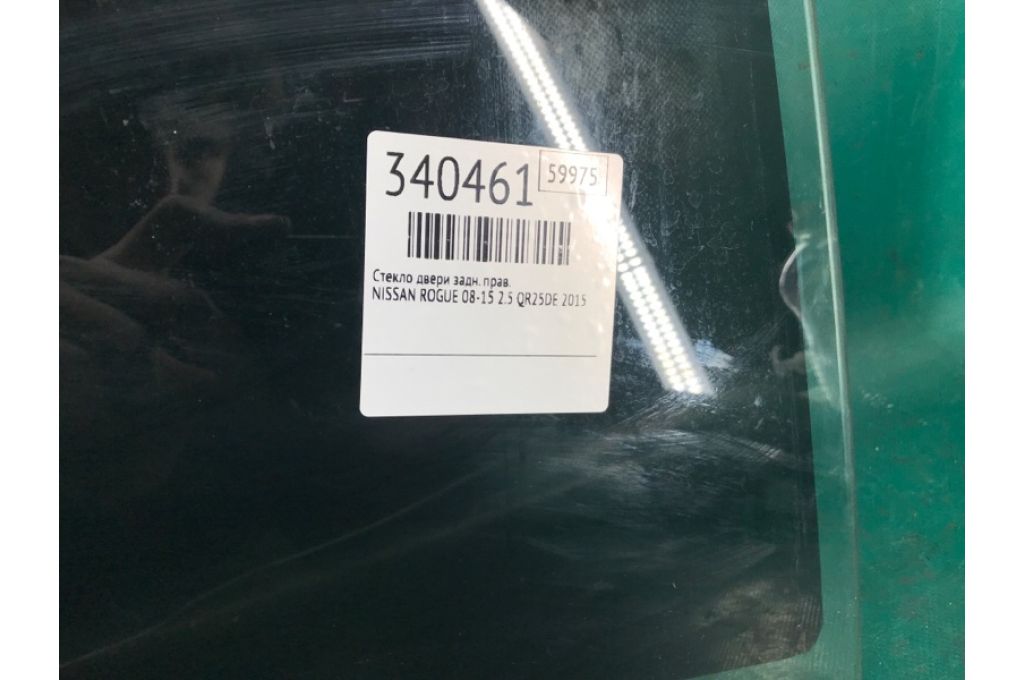 340461
59975
Стекло двери задн. прав.
NISSAN ROGUE 08-15 2.5 QR25DE 2015